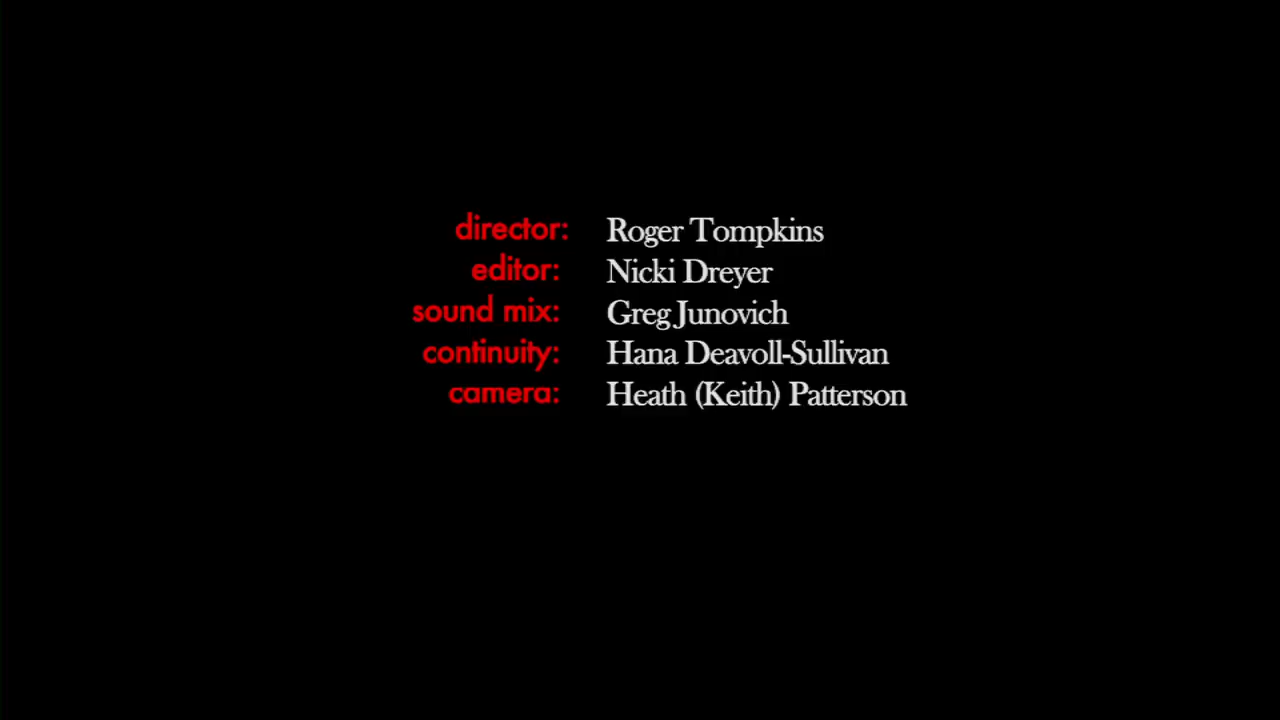 director: Roger Tompkins
editor: Nicki Dreyer
sound mix: Greg Junovich
continuity: Hana Deavoll-Sullivan
camera: Heath (Keith) Patterson